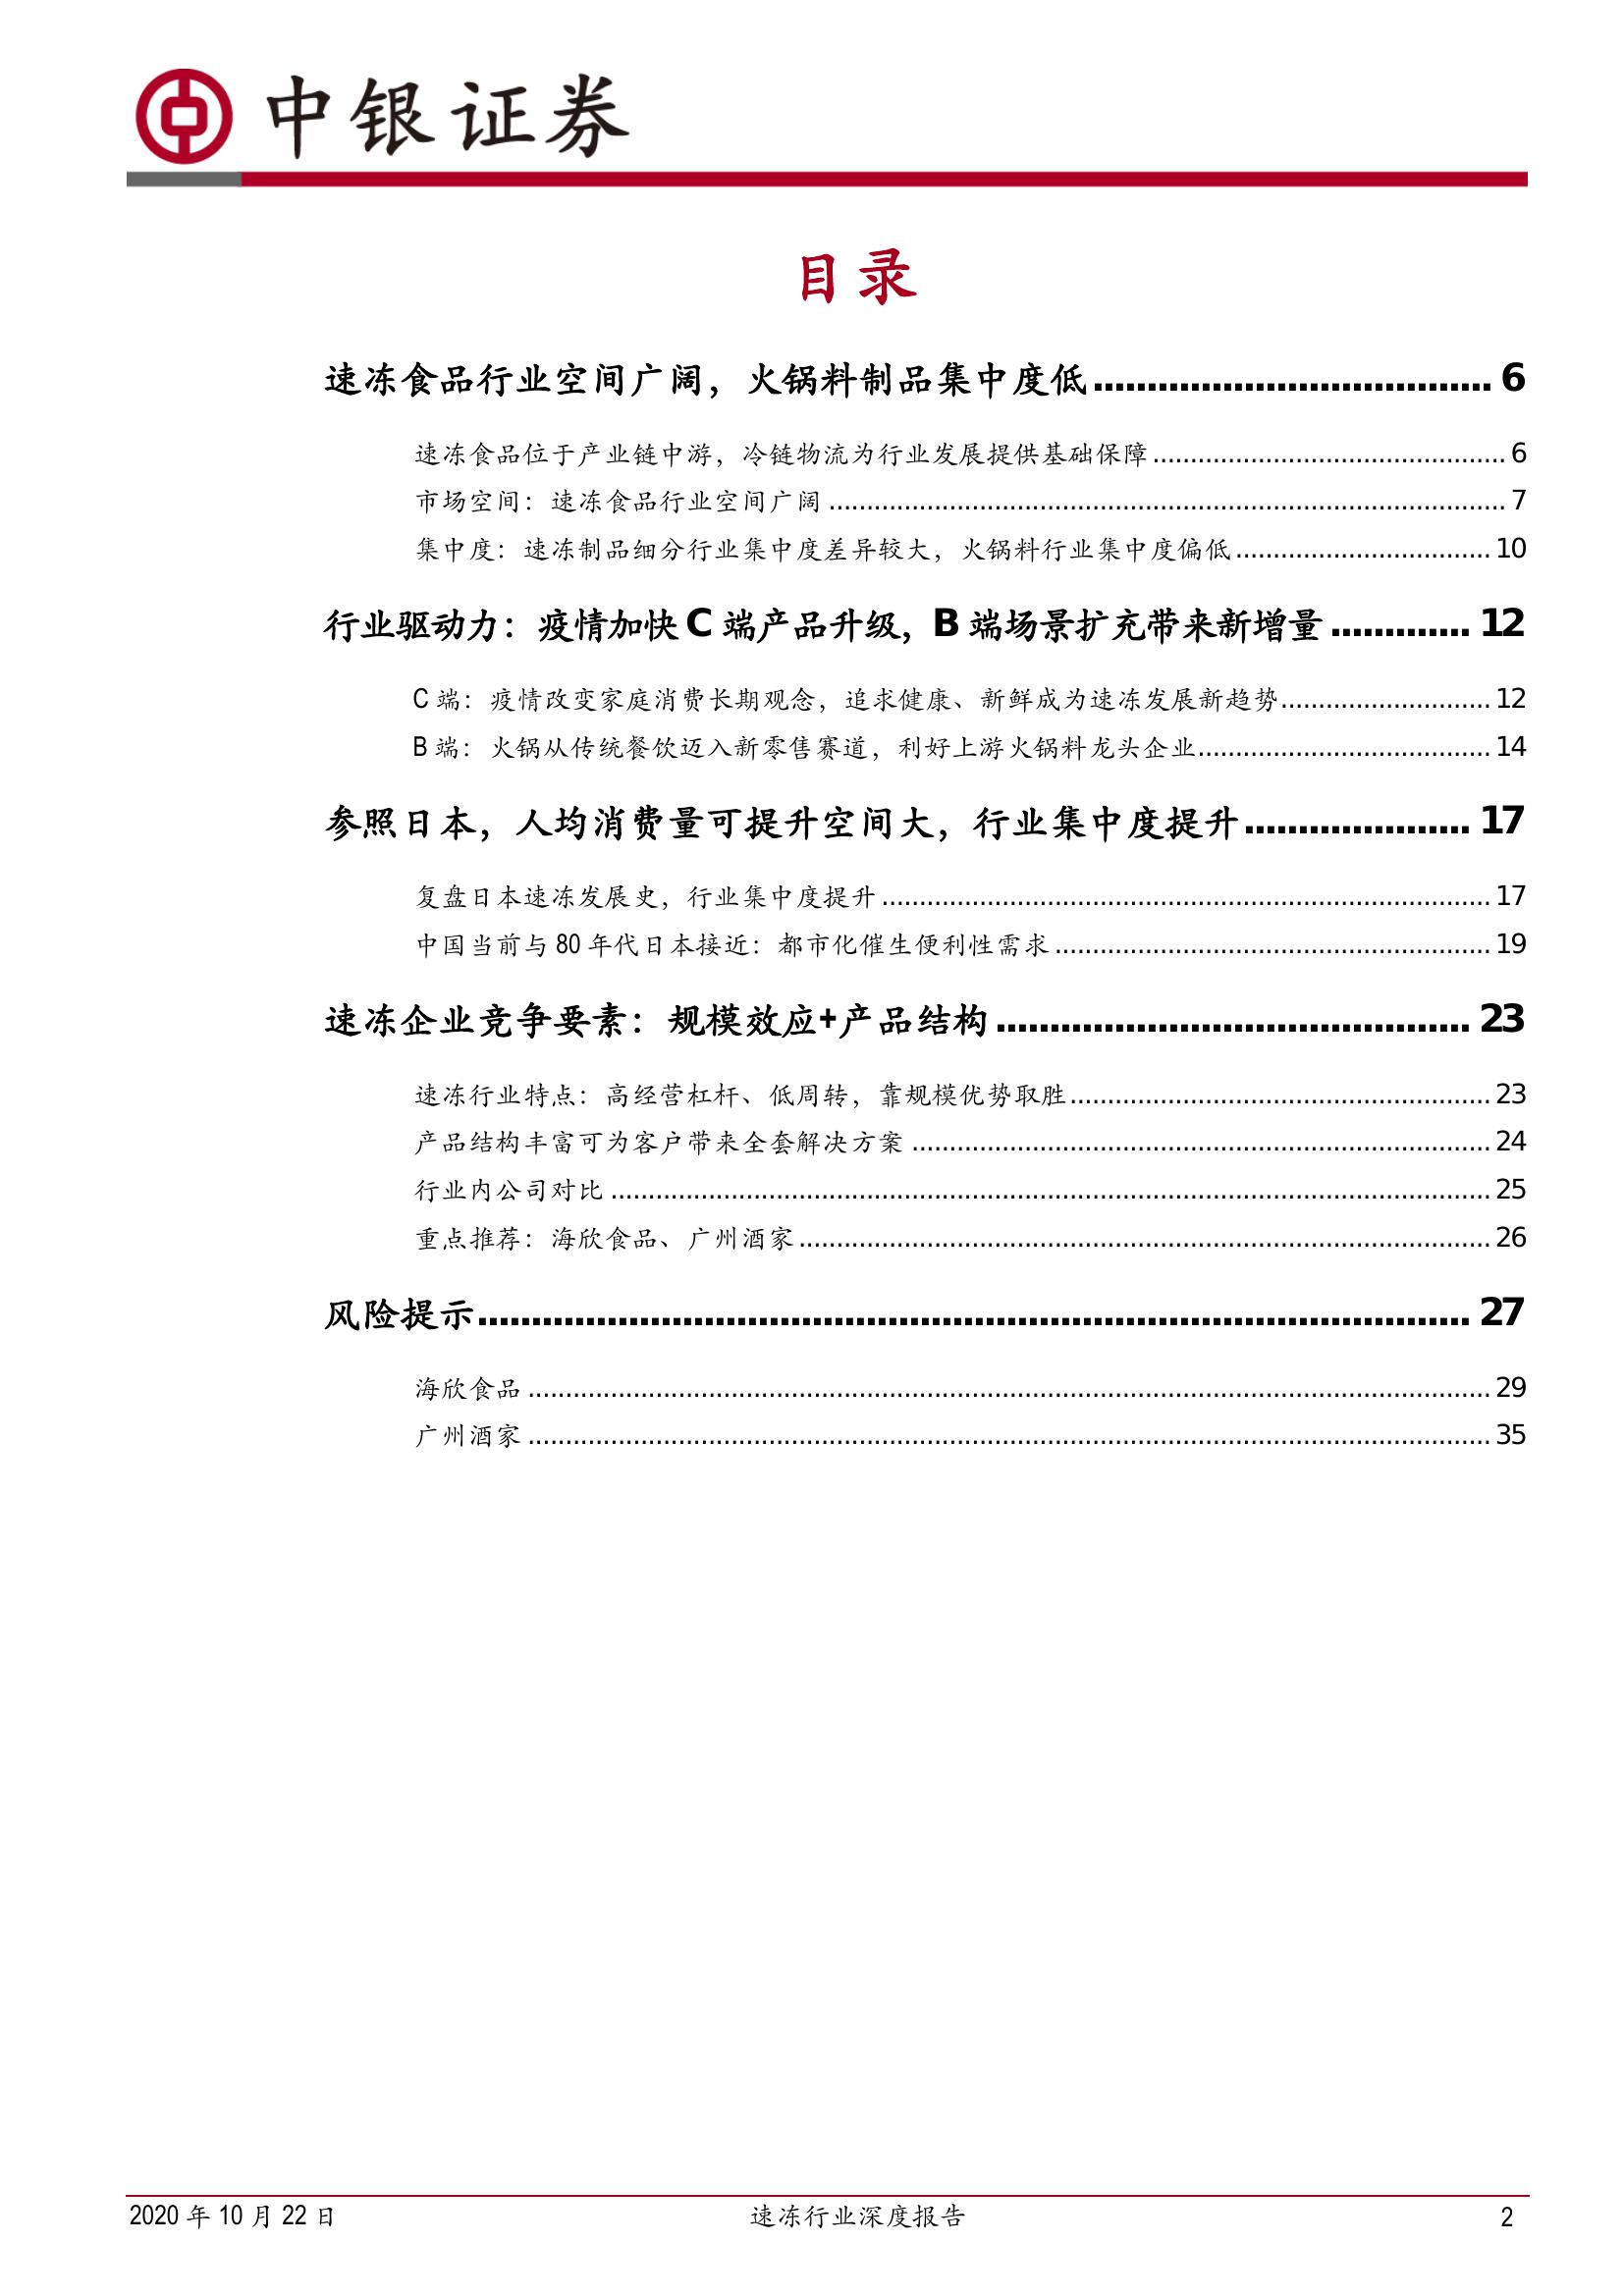 中银证券
目录
速冻食品行业空间广阔，火锅料制品集中度低..................................... 6
速冻食品位于产业链中游，冷链物流为行业发展提供基础保障............................................... 6
市场空间：速冻食品行业空间广阔.......................................................................................... 7
集中度：速冻制品细分行业集中度差异较大，火锅料行业集中度偏低.................................. 10
行业驱动力：疫情加快 C 端产品升级，B 端场景扩充带来新增量............. 12
C 端：疫情改变家庭消费长期观念，追求健康、新鲜成为速冻发展新趋势............................ 12
B 端：火锅从传统餐饮迈入新零售赛道，利好上游火锅料龙头企业....................................... 14
参照日本，人均消费量可提升空间大，行业集中度提升..................... 17
复盘日本速冻发展史，行业集中度提升................................................................................. 17
中国当前与 80 年代日本接近：都市化催生便利性需求.......................................................... 19
速冻企业竞争要素：规模效应+产品结构............................................ 23
速冻行业特点：高经营杠杆、低周转，靠规模优势取胜........................................................ 23
产品结构丰富可为客户带来全套解决方案............................................................................. 24
行业内公司对比..................................................................................................................... 25
重点推荐：海欣食品、广州酒家............................................................................................ 26
风险提示............................................................................................ 27
海欣食品................................................................................................................................ 29
广州酒家................................................................................................................................ 35
2020 年 10 月 22 日 速冻行业深度报告 2